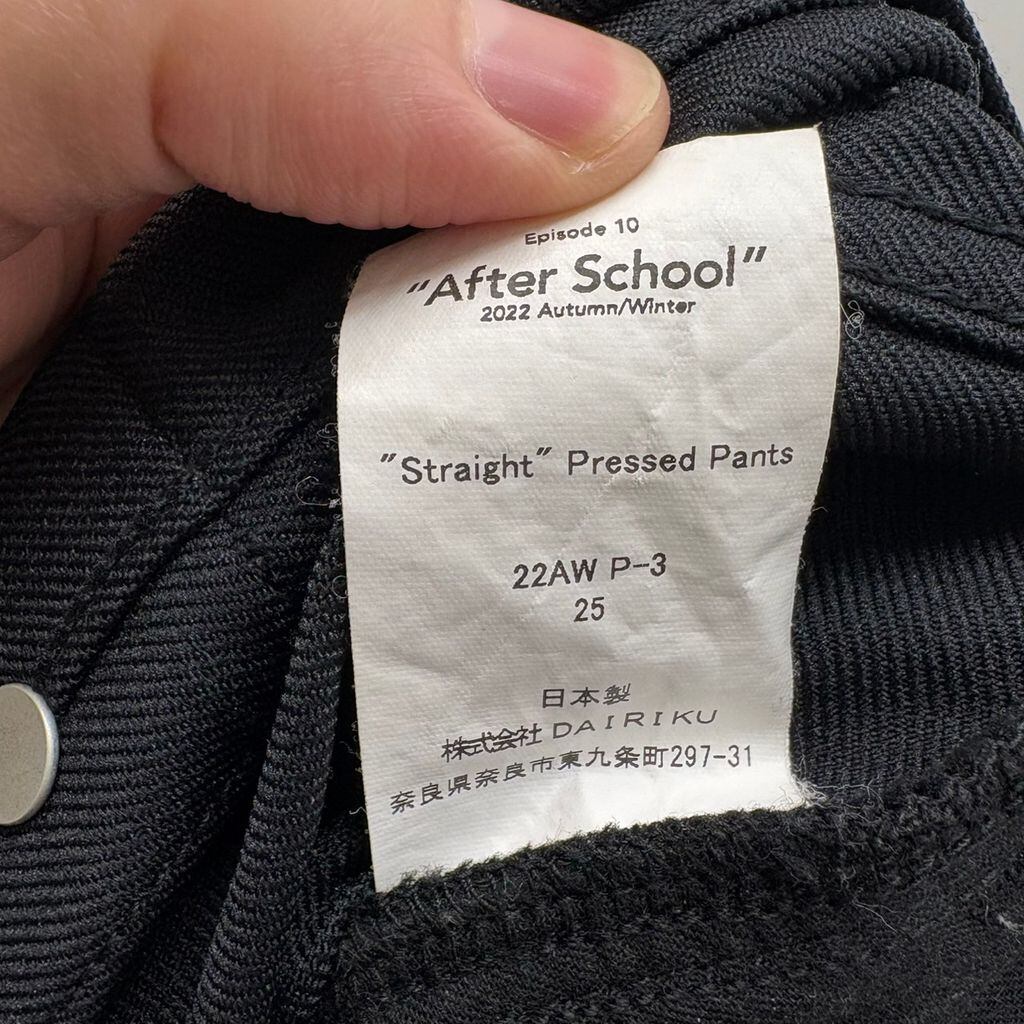 Episode 10
"After School"
2022 Autumn/Winter
"Straight" Pressed Pants
22AW P-3
25
日本製
株式会社 DAIRIKU
奈良県奈良市東九条町297-31